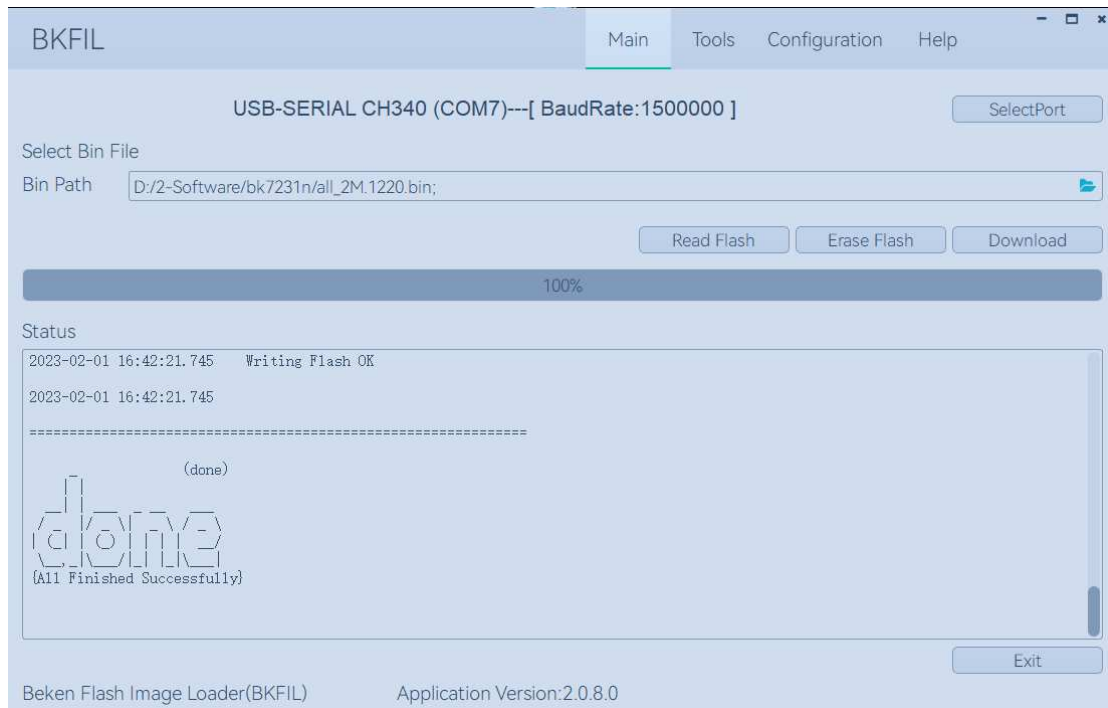 BKFIL Main Tools Configuration Help
USB-SERIAL CH340 (COM7)---[ BaudRate:1500000 ] SelectPort
Select Bin File
Bin Path D:/2-Software/bk7231n/all_2M.1220.bin;
Read Flash Erase Flash Download
100%
Status
2023-02-01 16:42:21.745 Writing Flash OK
2023-02-01 16:42:21.745
==============================================================
(done)
done
{All Finished Successfully}
Exit
Beken Flash Image Loader(BKFIL) Application Version:2.0.8.0